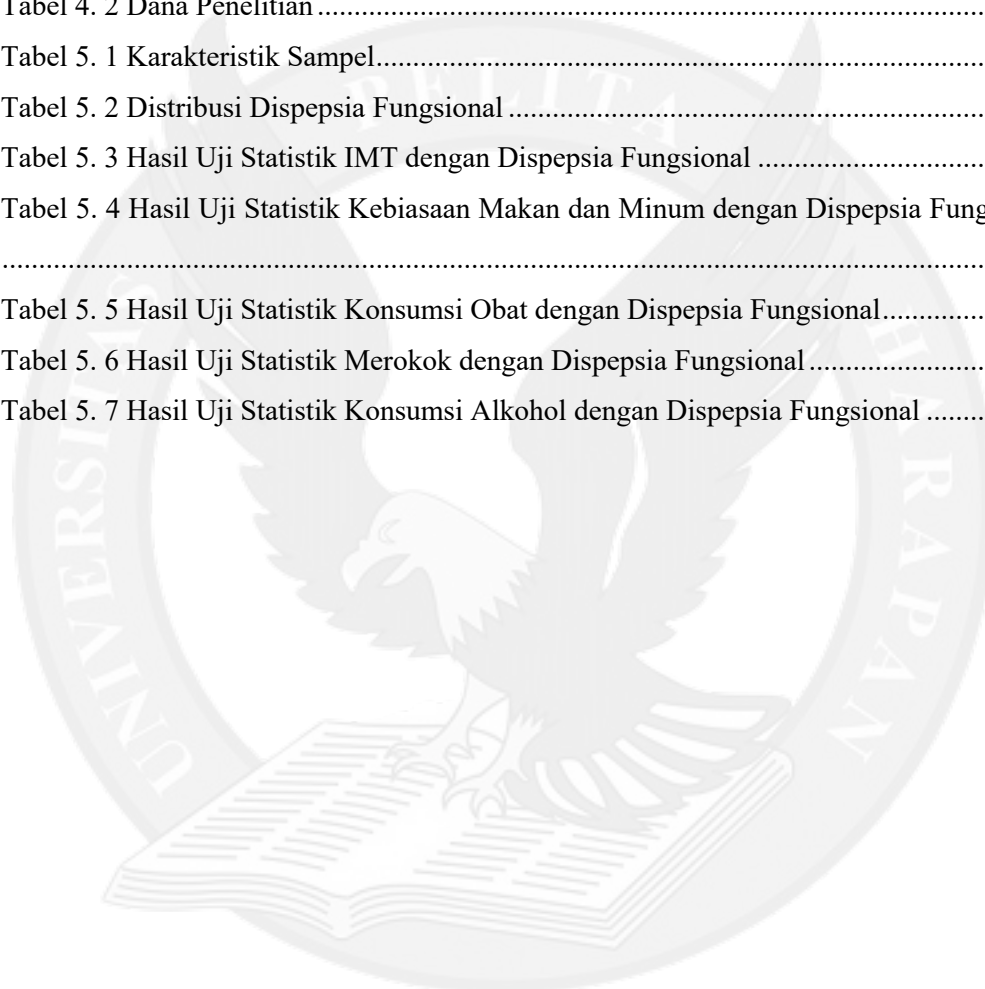 Tabel 4. 2 Dana Penelitian ....................................................................................................
Tabel 5. 1 Karakteristik Sampel...........................................................................................
Tabel 5. 2 Distribusi Dispepsia Fungsional ........................................................................
Tabel 5. 3 Hasil Uji Statistik IMT dengan Dispepsia Fungsional ..................................
Tabel 5. 4 Hasil Uji Statistik Kebiasaan Makan dan Minum dengan Dispepsia
.............................................................................................................................................
Tabel 5. 5 Hasil Uji Statistik Konsumsi Obat dengan Dispepsia Fungsional...............
Tabel 5. 6 Hasil Uji Statistik Merokok dengan Dispepsia Fungsional ..........................
Tabel 5. 7 Hasil Uji Statistik Konsumsi Alkohol dengan Dispepsia Fungsional ........
UNIVERSITAS PELITA HARAPAN